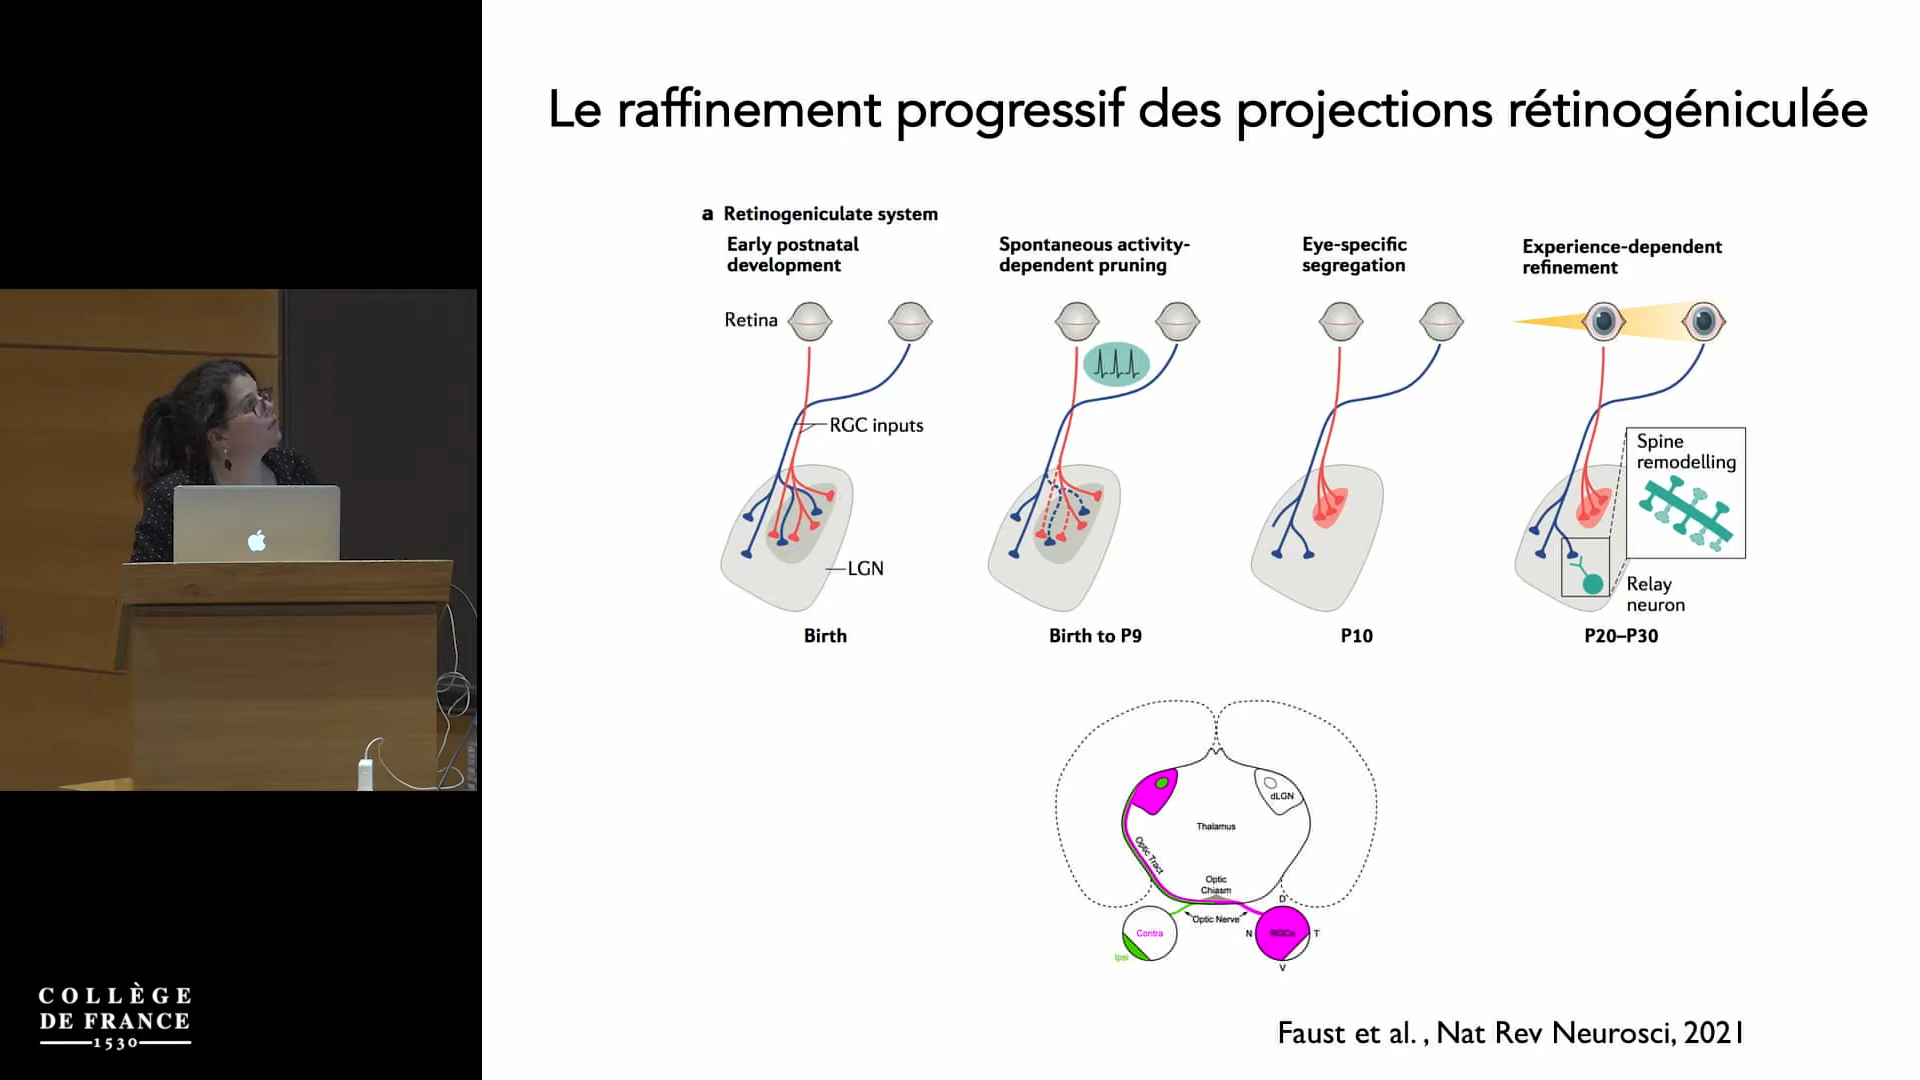 Le raffinement progressif des projections rétinogéniculée
a Retinogeniculate system
Early postnatal
development
Spontaneous activity-
dependent pruning
Eye-specific
segregation
Experience-dependent
refinement
Retina
RGC inputs
LGN
Spine
remodelling
Relay
neuron
Birth
Birth to P9
P10
P20–P30
dLGN
Thalamus
Optic Tract
Optic
Chiasm
Optic Nerve
Contra
Ipsi
D
N
RGCs
T
V
COLLÈGE
DE FRANCE
1530
Faust et al. , Nat Rev Neurosci, 2021